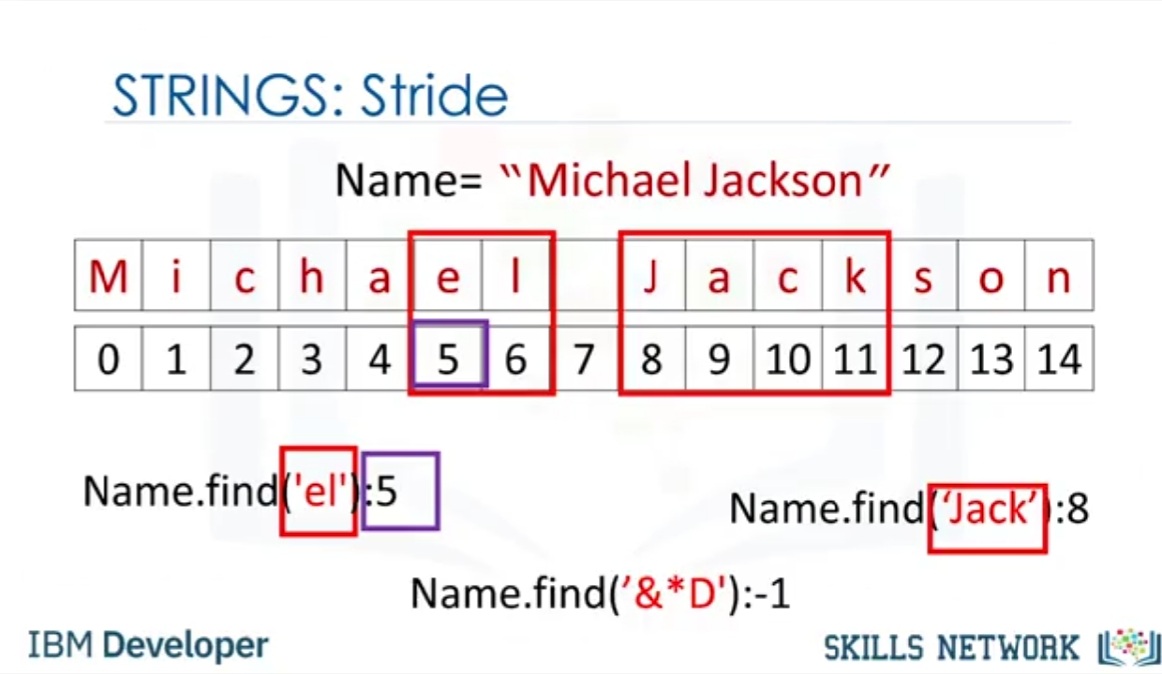 STRINGS: Stride
Name= “Michael Jackson”
M i c h a e l J a c k s o n
0 1 2 3 4 5 6 7 8 9 10 11 12 13 14
Name.find('el'):5
Name.find(‘Jack’):8
Name.find(’&*D'):-1
IBM Developer
SKILLS NETWORK